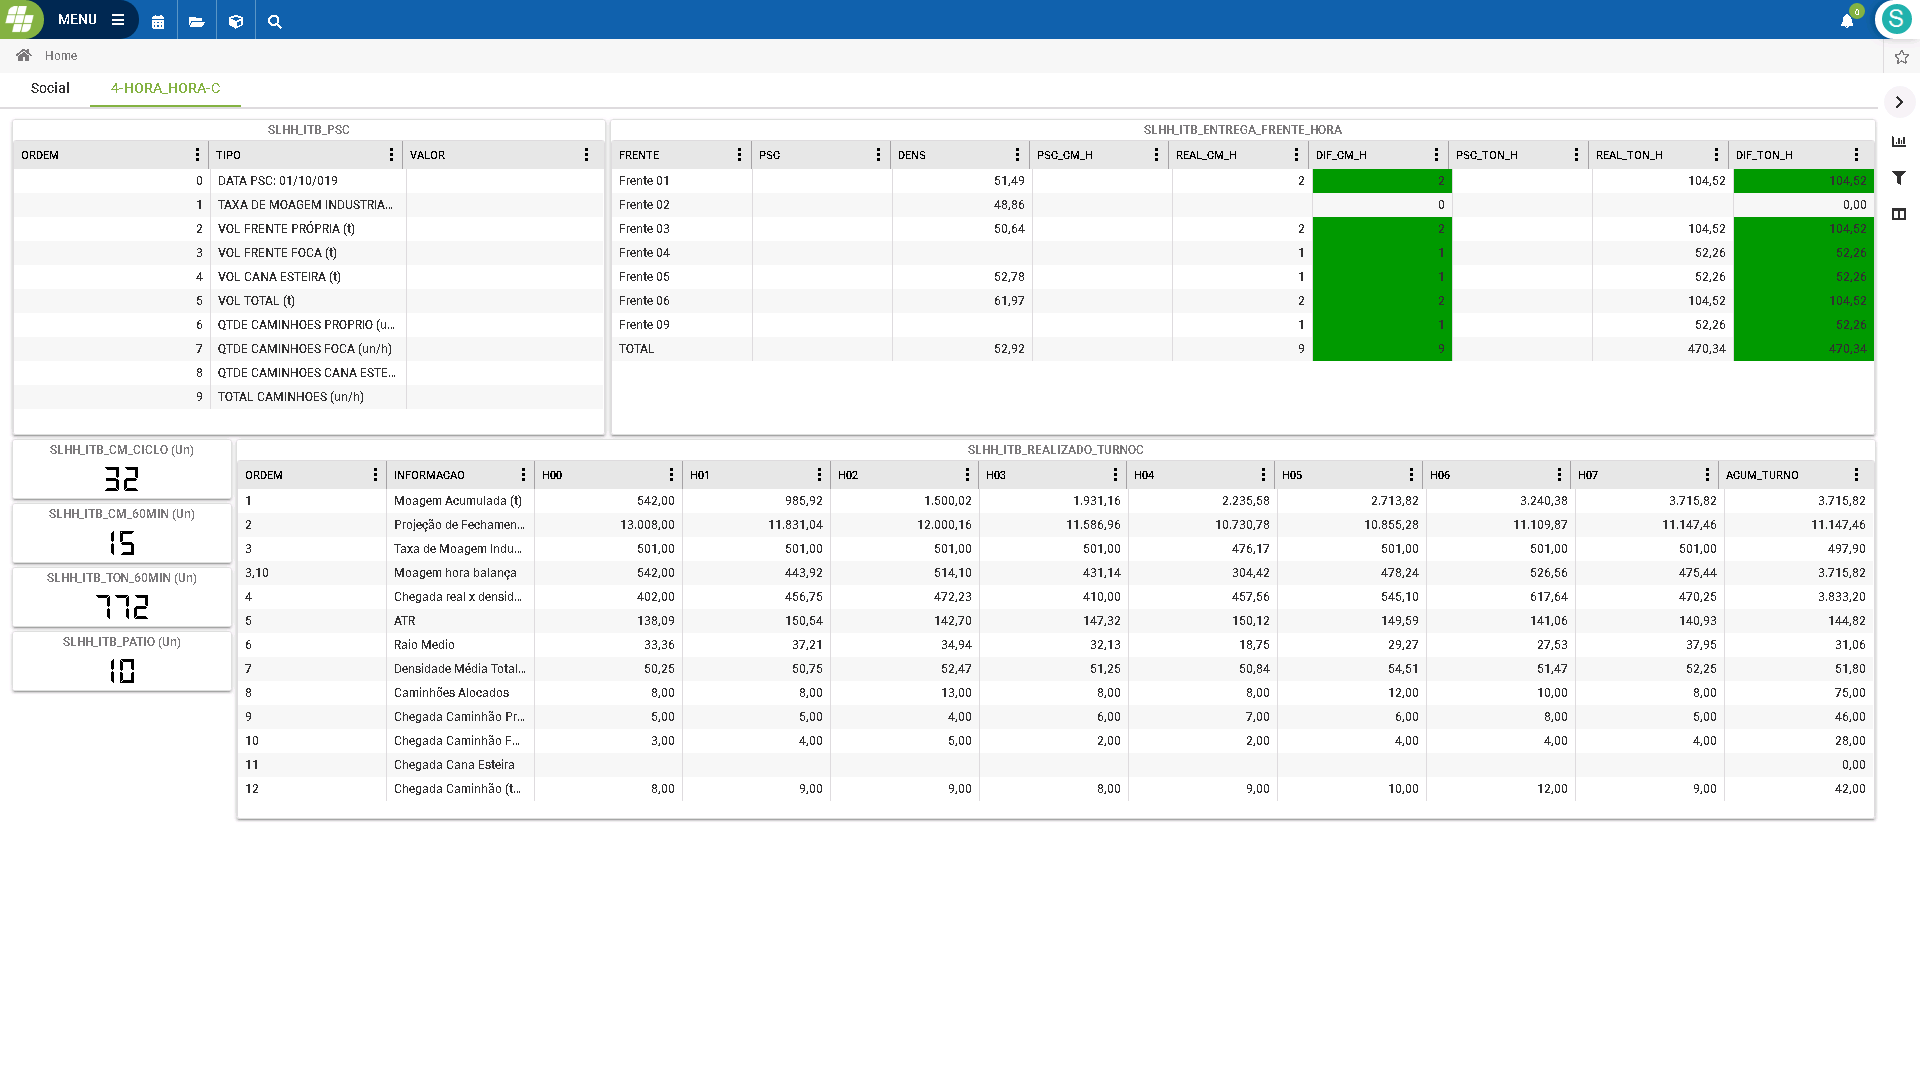 MENU
0
S
Home
Social 4-HORA_HORA-C
SLHH_ITB_PSC
ORDEM TIPO VALOR
0 DATA PSC: 01/10/019
1 TAXA DE MOAGEM INDUSTRIA...
2 VOL FRENTE PRÓPRIA (t)
3 VOL FRENTE FOCA (t)
4 VOL CANA ESTEIRA (t)
5 VOL TOTAL (t)
6 QTDE CAMINHOES PROPRIO (u...
7 QTDE CAMINHOES FOCA (un/h)
8 QTDE CAMINHOES CANA ESTE...
9 TOTAL CAMINHOES (un/h)
SLHH_ITB_ENTREGA_FRENTE_HORA
FRENTE PSC DENS PSC_CM_H REAL_CM_H DIF_CM_H PSC_TON_H REAL_TON_H DIF_TON_H
Frente 01 51,49 2 2 104,52 104,52
Frente 02 48,86 0 0,00
Frente 03 50,64 2 2 104,52 104,52
Frente 04 1 1 52,26 52,26
Frente 05 52,78 1 1 52,26 52,26
Frente 06 61,97 2 2 104,52 104,52
Frente 09 1 1 52,26 52,26
TOTAL 52,92 9 9 470,34 470,34
SLHH_ITB_CM_CICLO (Un)
32
SLHH_ITB_CM_60MIN (Un)
15
SLHH_ITB_TON_60MIN (Un)
772
SLHH_ITB_PATIO (Un)
10
SLHH_ITB_REALIZADO_TURNOC
ORDEM INFORMACAO H00 H01 H02 H03 H04 H05 H06 H07 ACUM_TURNO
1 Moagem Acumulada (t) 542,00 985,92 1.500,02 1.931,16 2.235,58 2.713,82 3.240,38 3.715,82 3.715,82
2 Projeção de Fechamen... 13.008,00 11.831,04 12.000,16 11.586,96 10.730,78 10.855,28 11.109,87 11.147,46 11.147,46
3 Taxa de Moagem Indu... 501,00 501,00 501,00 501,00 476,17 501,00 501,00 501,00 497,90
3,10 Moagem hora balança 542,00 443,92 514,10 431,14 304,42 478,24 526,56 475,44 3.715,82
4 Chegada real x densid... 402,00 456,75 472,23 410,00 457,56 545,10 617,64 470,25 3.833,20
5 ATR 138,09 150,54 142,70 147,32 150,12 149,59 141,06 140,93 144,82
6 Raio Medio 33,36 37,21 34,94 32,13 18,75 29,27 27,53 37,95 31,06
7 Densidade Média Total... 50,25 50,75 52,47 51,25 50,84 54,51 51,47 52,25 51,80
8 Caminhões Alocados 8,00 8,00 13,00 8,00 8,00 12,00 10,00 8,00 75,00
9 Chegada Caminhão Pr... 5,00 5,00 4,00 6,00 7,00 6,00 8,00 5,00 46,00
10 Chegada Caminhão F... 3,00 4,00 5,00 2,00 2,00 4,00 4,00 4,00 28,00
11 Chegada Cana Esteira 0,00
12 Chegada Caminhão (t... 8,00 9,00 9,00 8,00 9,00 10,00 12,00 9,00 42,00